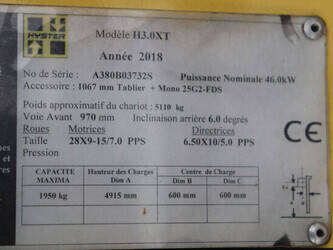 HYSTER
Modèle H3.0XT
Année 2018
No de Série : A380B03732S Puissance Nominale 46.0kW
Accessoire : 1067 mm Tablier + Mono 25G2-FDS
Poids approximatif du chariot : 5110 kg
Voie Avant 970 mm Inclinaison arrière 6.0 degrés
Roues Motrices Directrices
Taille 28X9-15/7.0 PPS 6.50X10/5.0 PPS
Pression
CE
CAPACITE MAXIMA Hauteur des Charges Dim A Centre de Charge Dim B Dim C
1950 kg 4915 mm 600 mm 600 mm